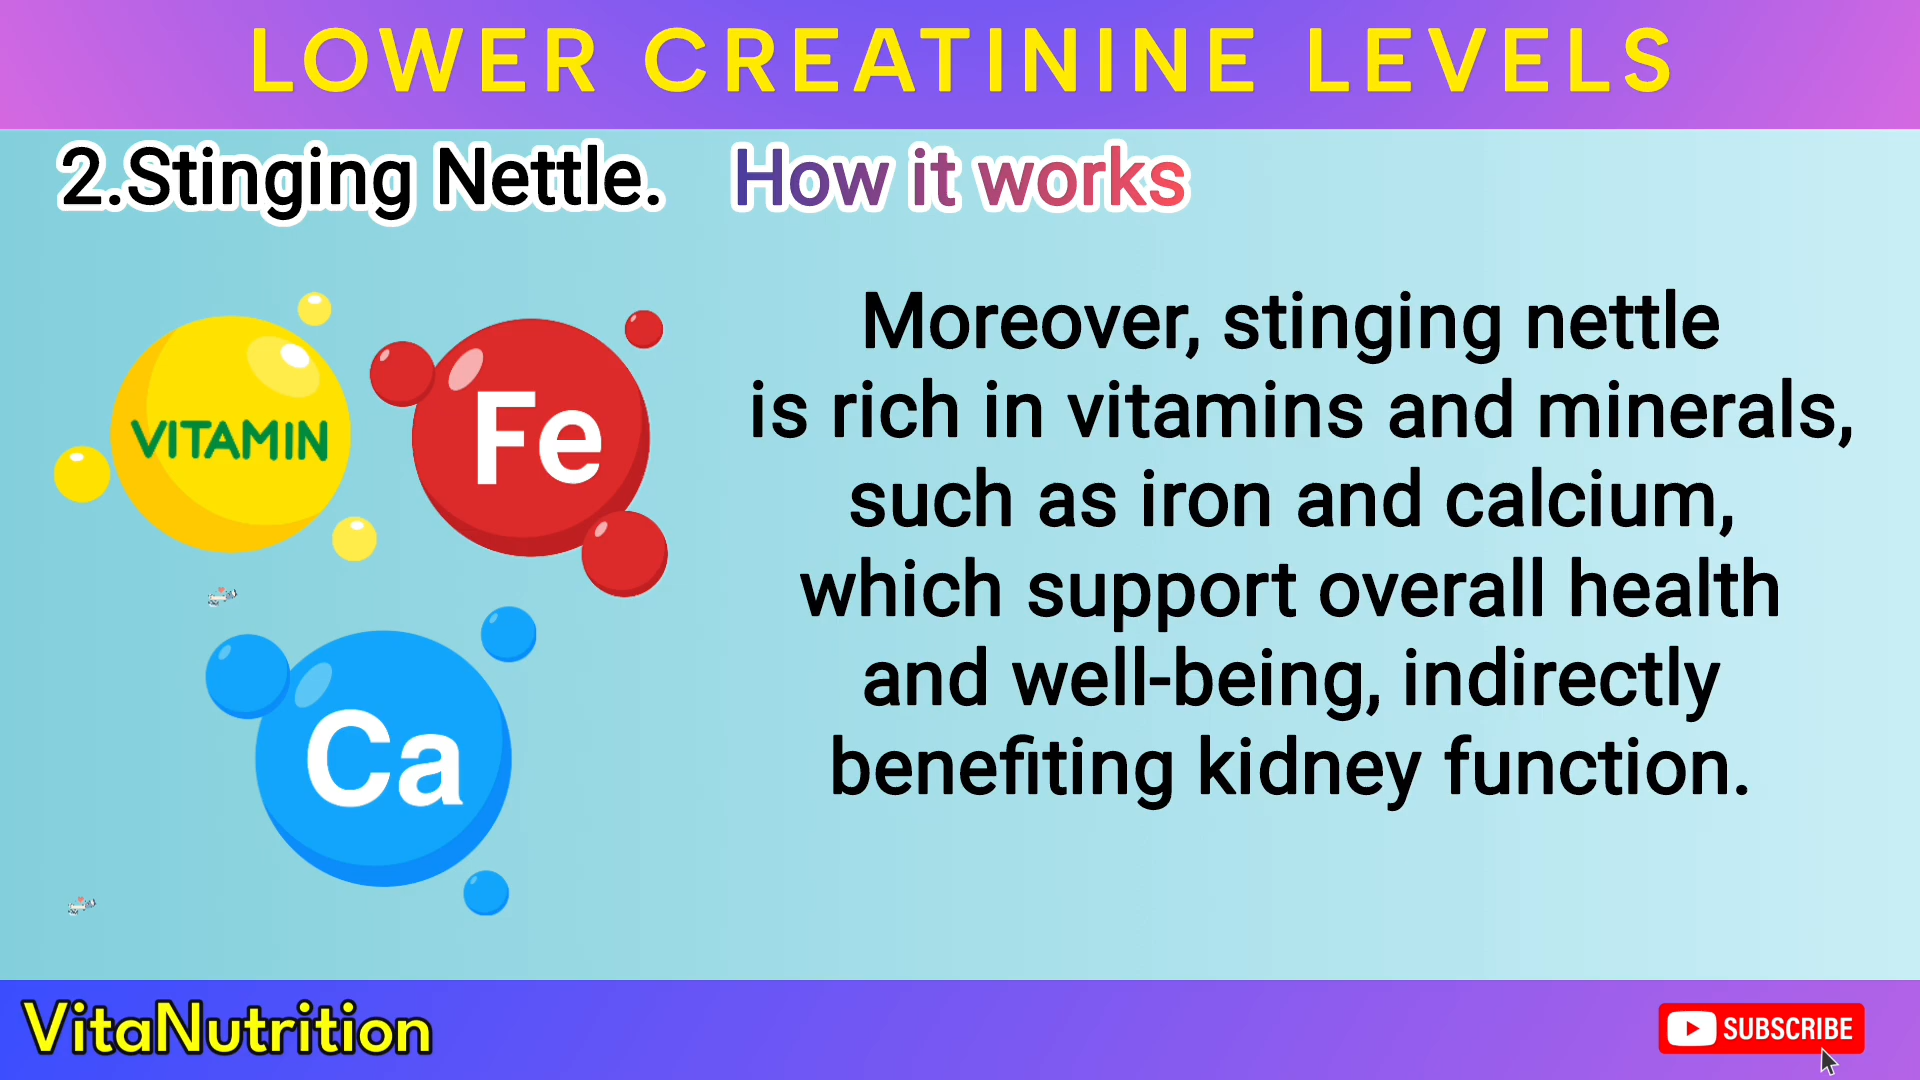 LOWER CREATININE LEVELS
2.Stinging Nettle. How it works
Moreover, stinging nettle
is rich in vitamins and minerals,
such as iron and calcium,
which support overall health
and well-being, indirectly
benefiting kidney function.
VITAMIN
Fe
Ca
VitaNutrition
SUBSCRIBE